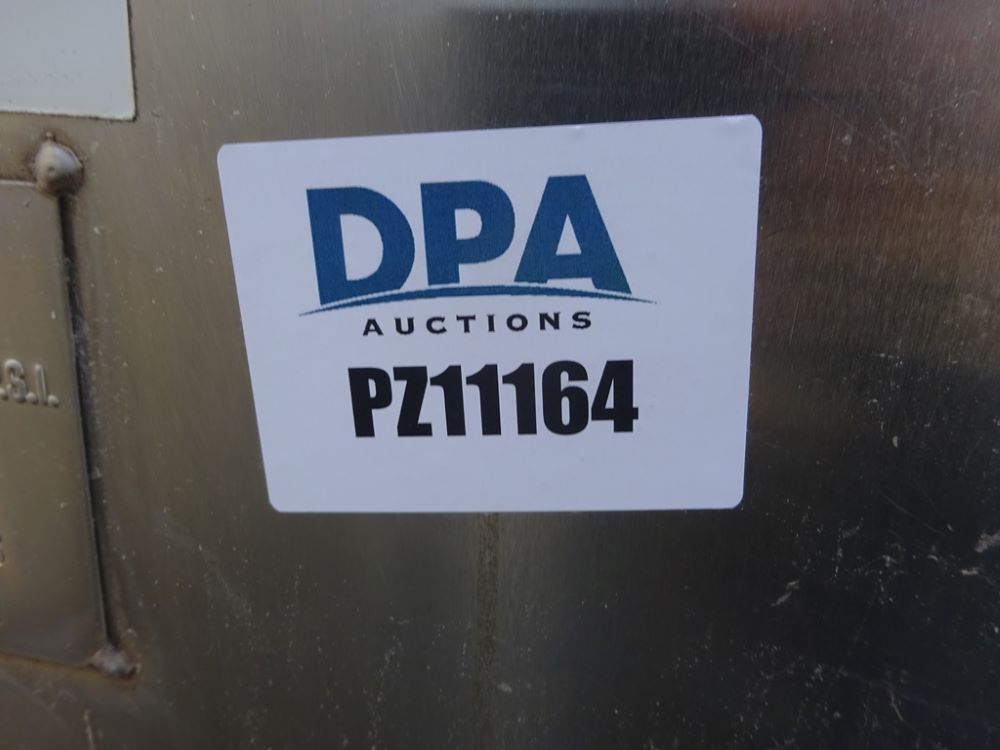 DPA
AUCTIONS
PZ11164
.S.I.